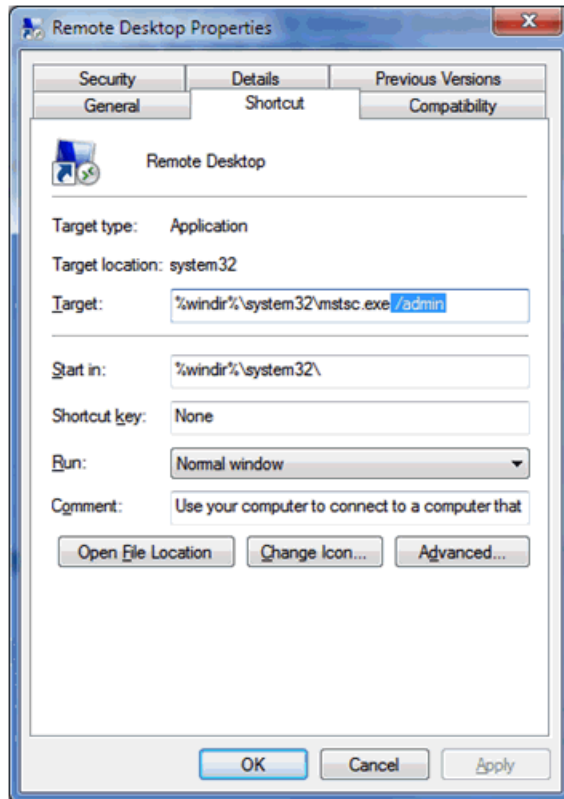 Remote Desktop Properties
Security Details Previous Versions
General Shortcut Compatibility
Remote Desktop
Target type: Application
Target location: system32
Target: %windir%\system32\mstsc.exe /admin
Start in: %windir%\system32\
Shortcut key: None
Run: Normal window
Comment: Use your computer to connect to a computer that
Open File Location Change Icon... Advanced...
OK Cancel Apply